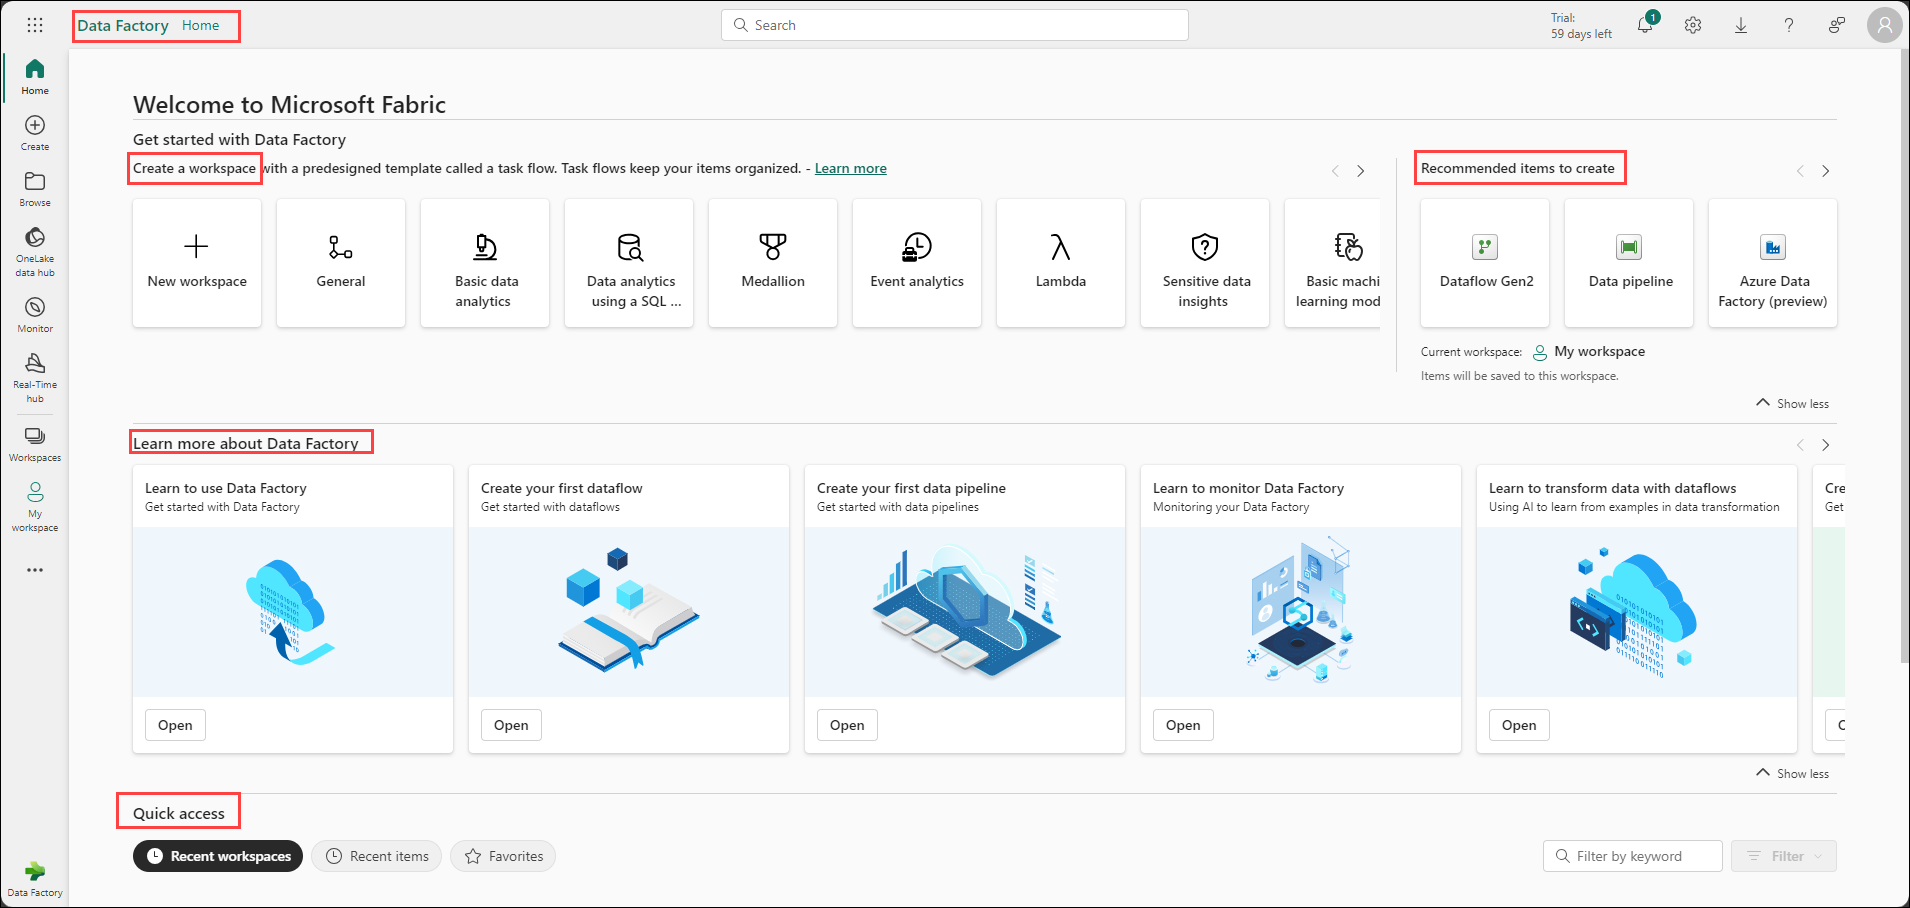 Data Factory Home
Search
Trial:
59 days left
1
Home
Create
Browse
OneLake
data hub
Monitor
Real-Time
hub
Workspaces
My
workspace
Data Factory
Welcome to Microsoft Fabric
Get started with Data Factory
Create a workspace with a predesigned template called a task flow. Task flows keep your items organized. - Learn more
New workspace
General
Basic data
analytics
Data analytics
using a SQL ...
Medallion
Event analytics
Lambda
Sensitive data
insights
Basic machi
learning mod
Recommended items to create
Dataflow Gen2
Data pipeline
Azure Data
Factory (preview)
Current workspace: My workspace
Items will be saved to this workspace.
Show less
Learn more about Data Factory
Learn to use Data Factory
Get started with Data Factory
Open
Create your first dataflow
Get started with dataflows
Open
Create your first data pipeline
Get started with data pipelines
Open
Learn to monitor Data Factory
Monitoring your Data Factory
Open
Learn to transform data with dataflows
Using AI to learn from examples in data transformation
Open
Cre
Get
Show less
Quick access
Recent workspaces
Recent items
Favorites
Filter by keyword
Filter